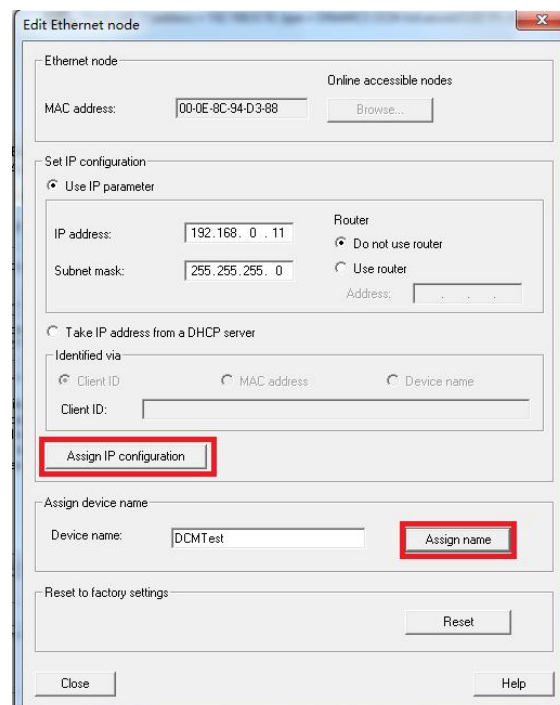 Edit Ethernet node
Ethernet node
Online accessible nodes
MAC address: 00-0E-8C-94-D3-88 Browse...
Set IP configuration
Use IP parameter
Router
IP address: 192.168. 0 . 11
Do not use router
Subnet mask: 255.255.255. 0
Use router
Address: . . .
Take IP address from a DHCP server
Identified via
Client ID MAC address Device name
Client ID:
Assign IP configuration
Assign device name
Device name: DCMTest Assign name
Reset to factory settings
Reset
Close Help